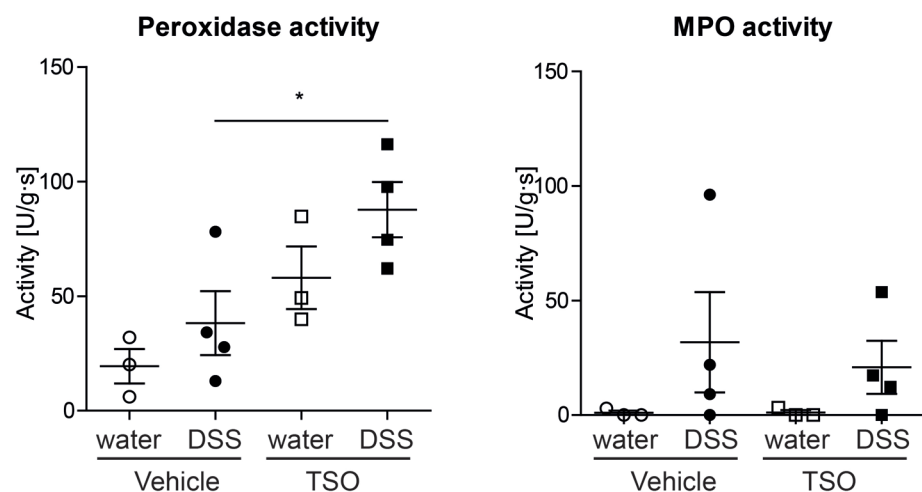 Peroxidase activity
Activity [U/g·s]
150
100
50
0
*
water DSS water DSS
Vehicle TSO
MPO activity
Activity [U/g·s]
150
100
50
0
water DSS water DSS
Vehicle TSO